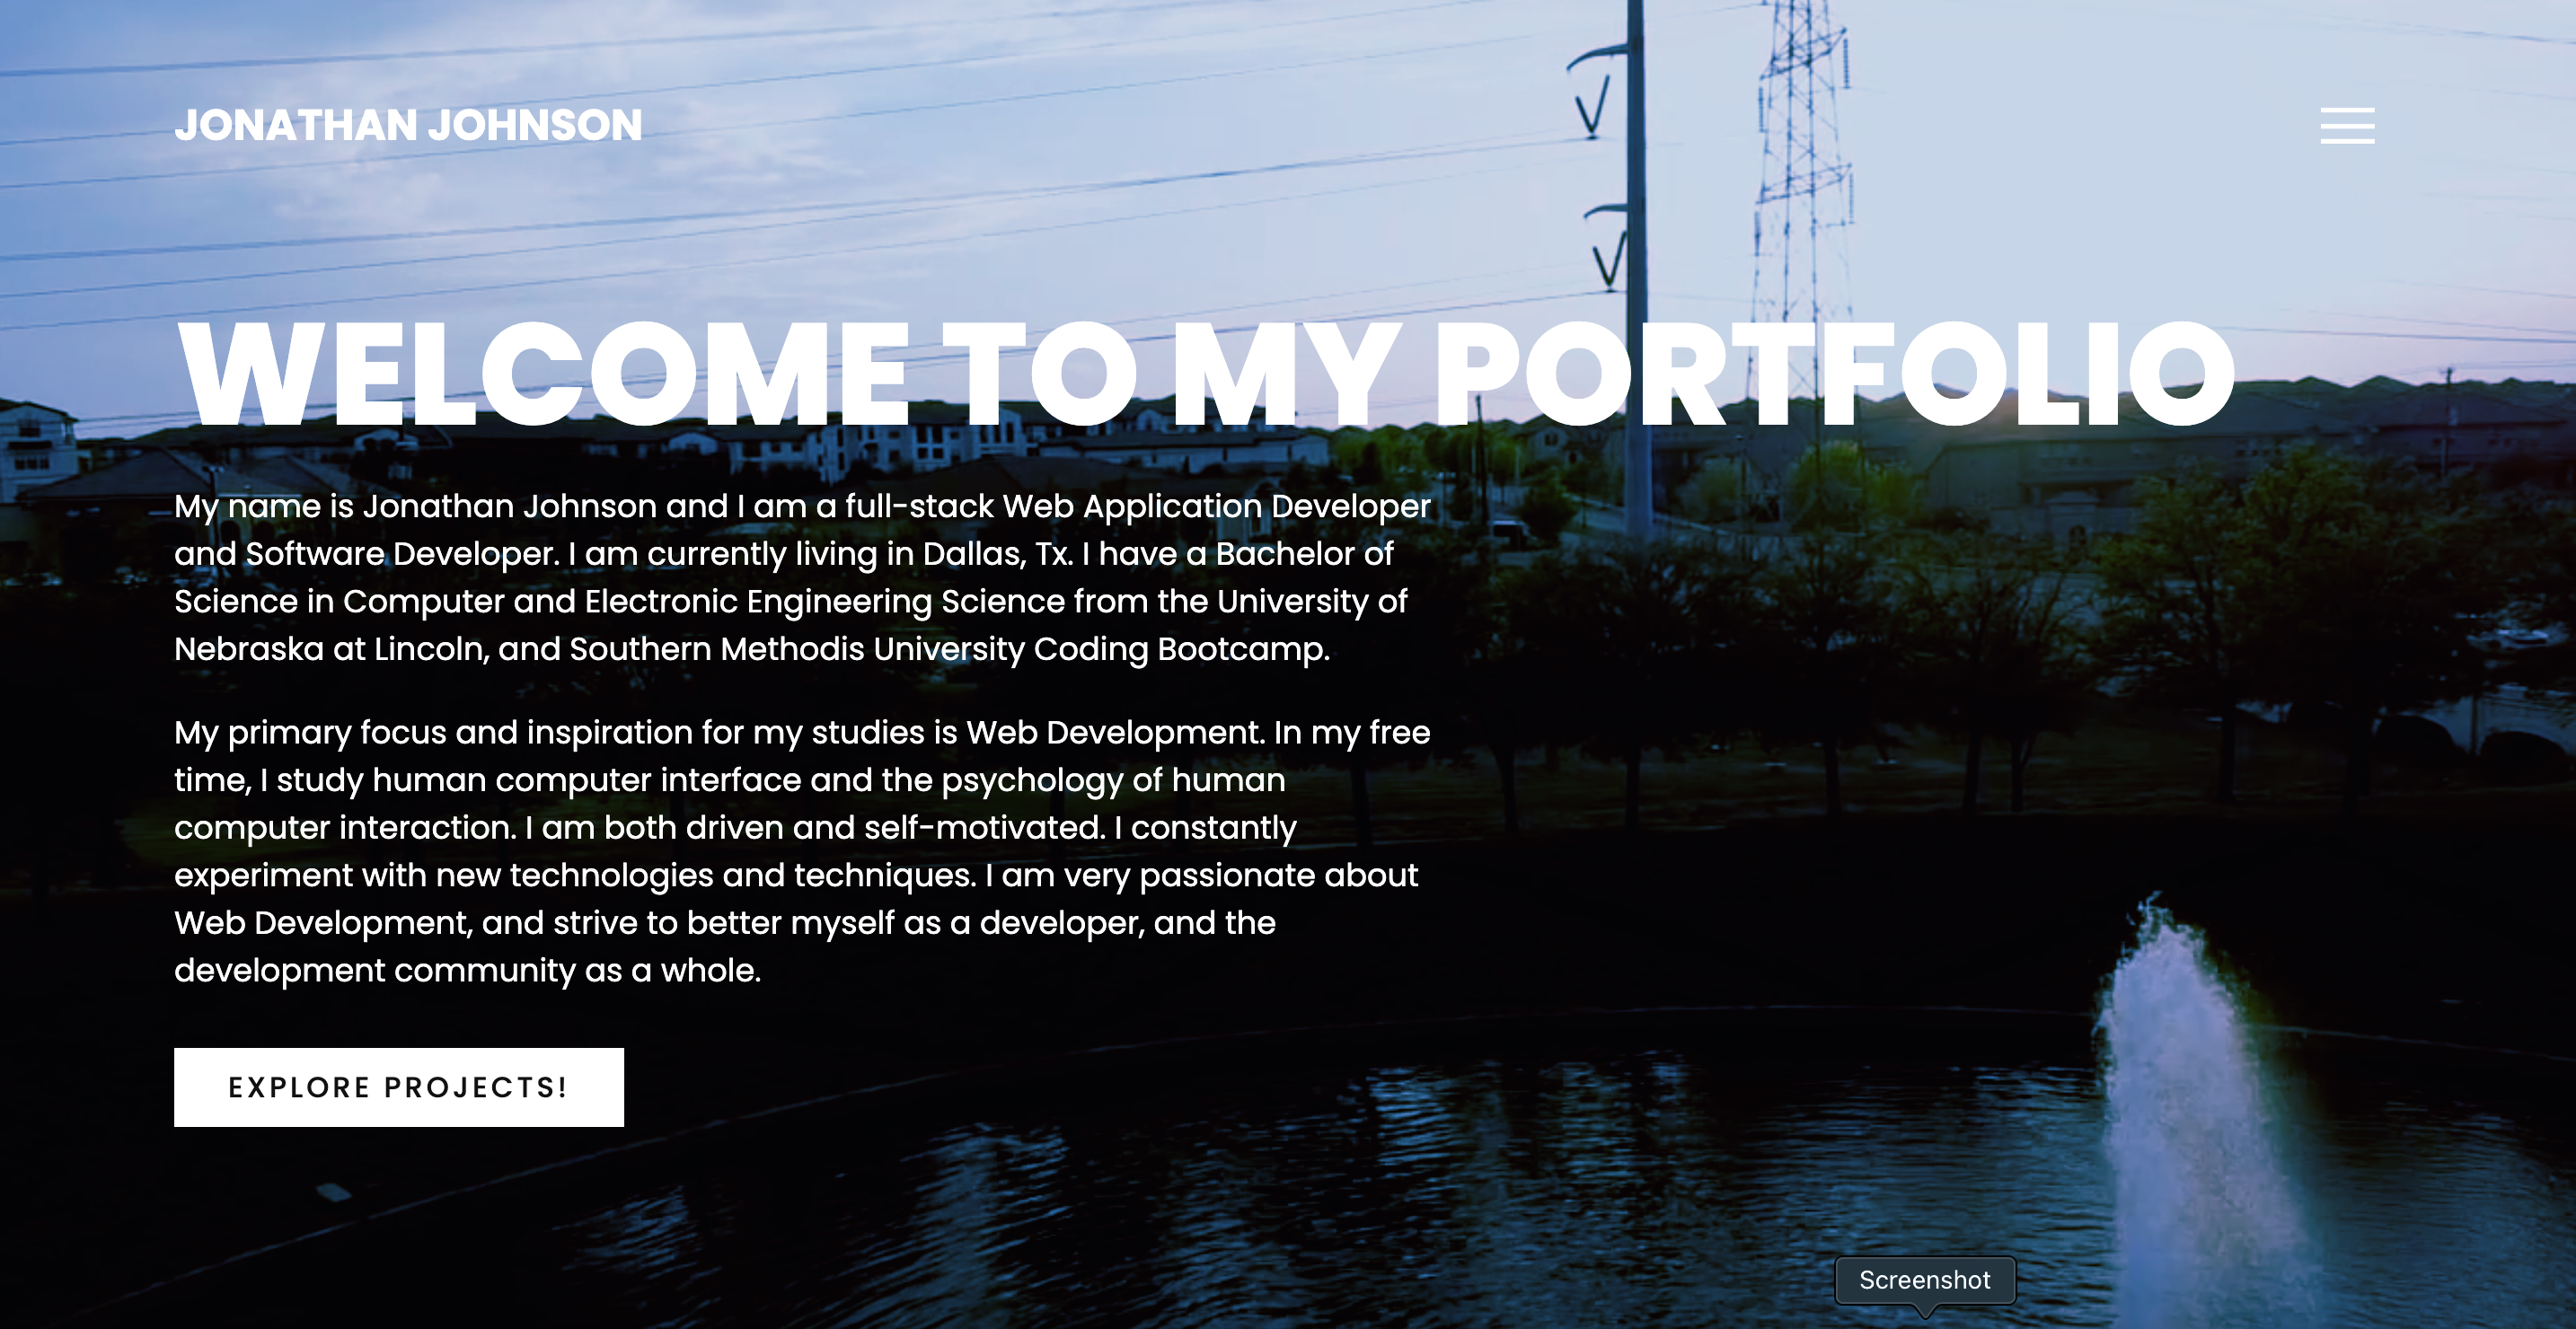 JONATHAN JOHNSON
WELCOME TO MY PORTFOLIO
My name is Jonathan Johnson and I am a full-stack Web Application Developer
and Software Developer. I am currently living in Dallas, Tx. I have a Bachelor of
Science in Computer and Electronic Engineering Science from the University of
Nebraska at Lincoln, and Southern Methodis University Coding Bootcamp.
My primary focus and inspiration for my studies is Web Development. In my free
time, I study human computer interface and the psychology of human
computer interaction. I am both driven and self-motivated. I constantly
experiment with new technologies and techniques. I am very passionate about
Web Development, and strive to better myself as a developer, and the
development community as a whole.
EXPLORE PROJECTS!
Screenshot